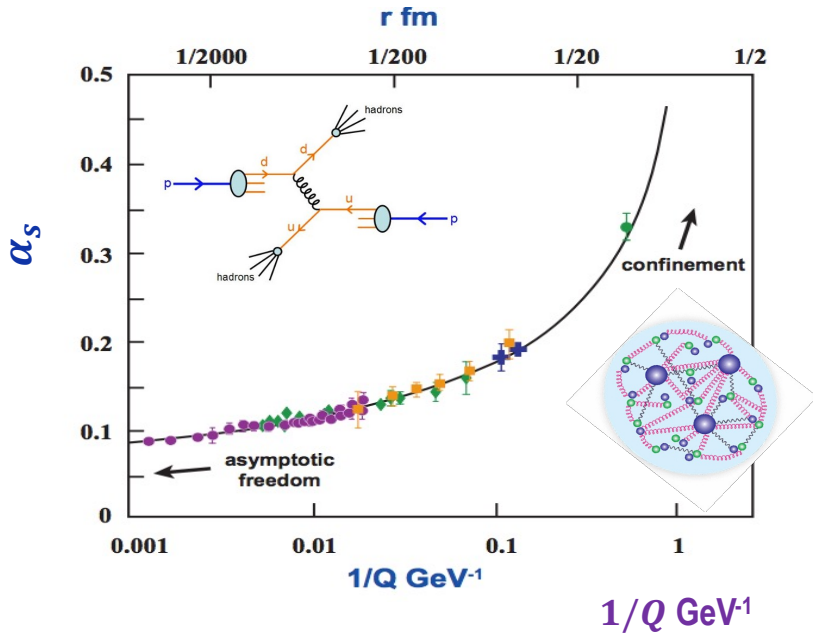 r fm
1/2000 1/200 1/20 1/2
0.5
0.4
0.3
0.2
0.1
0
α_s
hadrons
d
d
p
u
u
p
hadrons
confinement
asymptotic
freedom
0.001 0.01 0.1 1
1/Q GeV⁻¹
1/Q GeV⁻¹